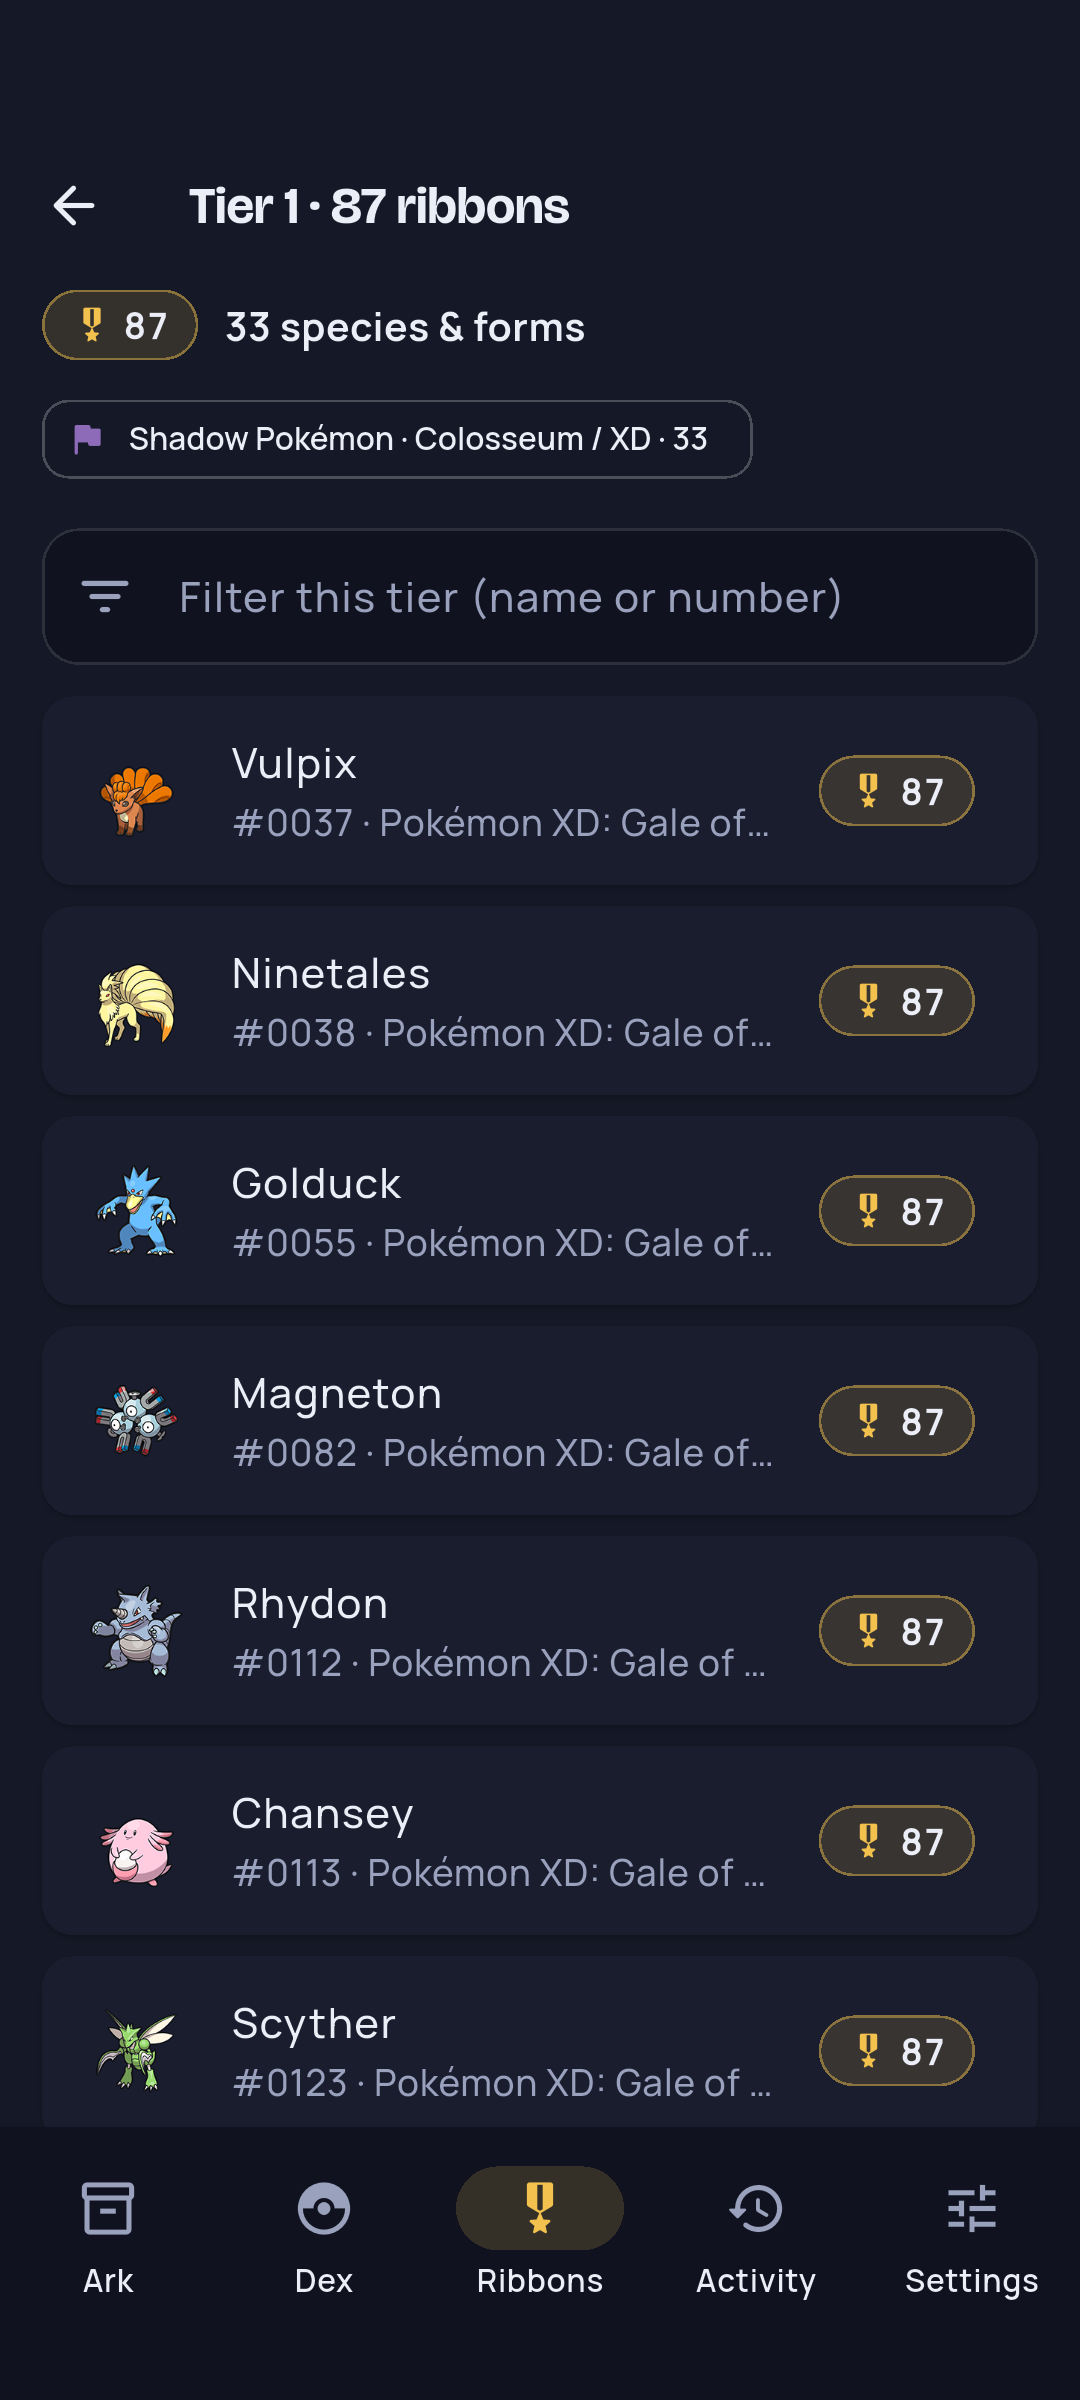 Tier 1 · 87 ribbons
87
33 species & forms
Shadow Pokémon · Colosseum / XD · 33
Filter this tier (name or number)
Vulpix
#0037 · Pokémon XD: Gale of...
87
Ninetales
#0038 · Pokémon XD: Gale of...
87
Golduck
#0055 · Pokémon XD: Gale of...
87
Magneton
#0082 · Pokémon XD: Gale of...
87
Rhydon
#0112 · Pokémon XD: Gale of ...
87
Chansey
#0113 · Pokémon XD: Gale of ...
87
Scyther
#0123 · Pokémon XD: Gale of ...
87
Ark
Dex
Ribbons
Activity
Settings